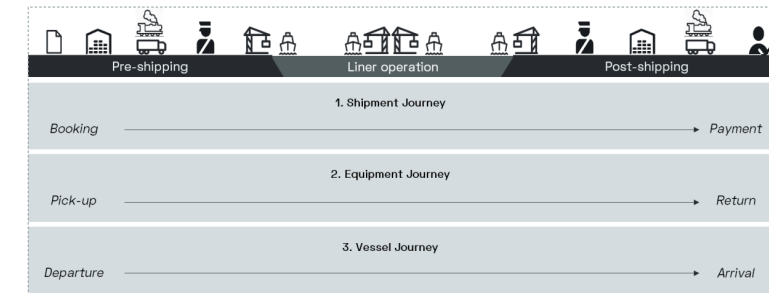 Pre-shipping Liner operation Post-shipping
1. Shipment Journey
Booking Payment
2. Equipment Journey
Pick-up Return
3. Vessel Journey
Departure Arrival